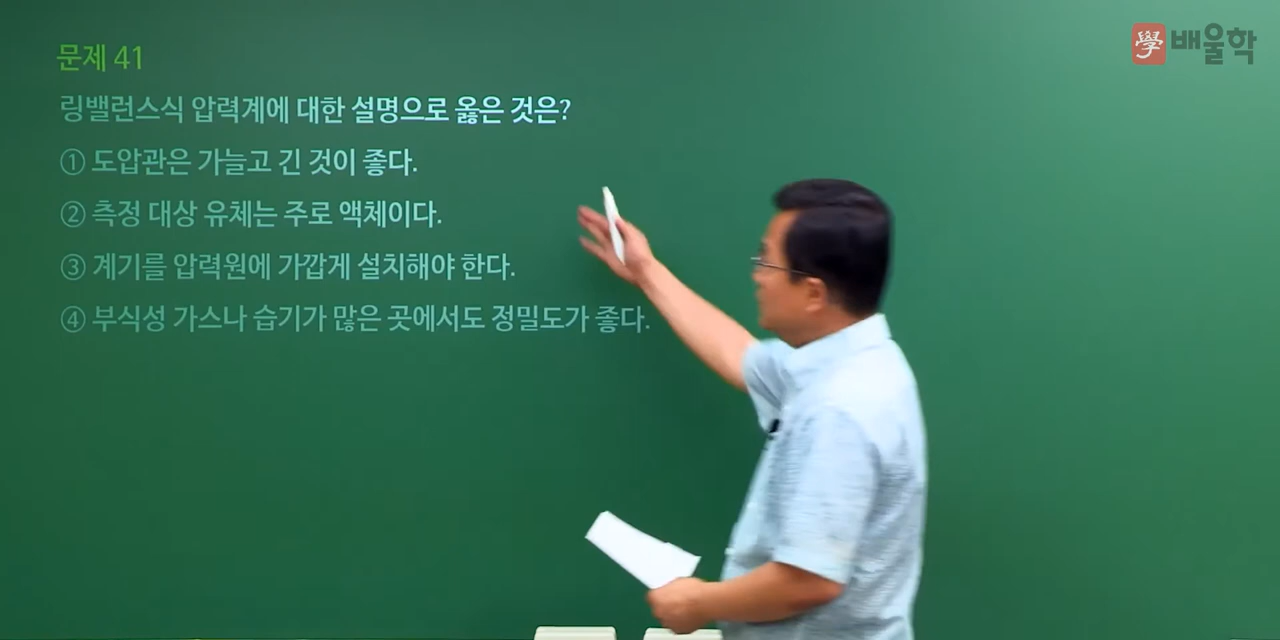 문제 41
學 배울학
링밸런스식 압력계에 대한 설명으로 옳은 것은?
① 도압관은 가늘고 긴 것이 좋다.
② 측정 대상 유체는 주로 액체이다.
③ 계기를 압력원에 가깝게 설치해야 한다.
④ 부식성 가스나 습기가 많은 곳에서도 정밀도가 좋다.